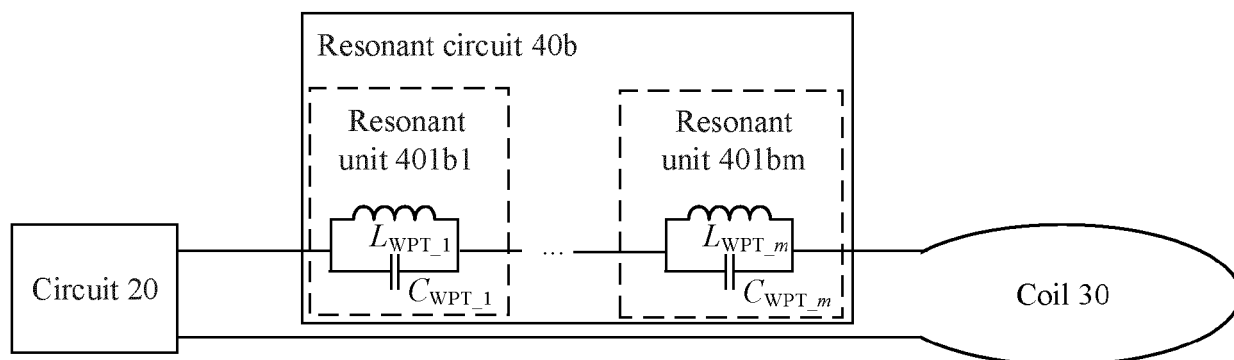 Resonant circuit 40b
Resonant
unit 401b1
Resonant
unit 401bm
L_WPT_1
...
L_WPT_m
C_WPT_1
C_WPT_m
Circuit 20
Coil 30